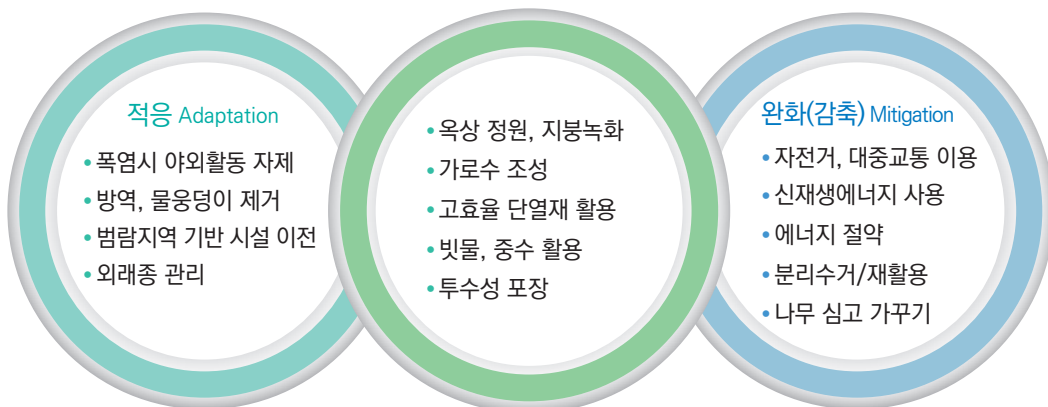 적응 Adaptation
• 폭염시 야외활동 자제
• 방역, 물웅덩이 제거
• 범람지역 기반 시설 이전
• 외래종 관리
• 옥상 정원, 지붕녹화
• 가로수 조성
• 고효율 단열재 활용
• 빗물, 중수 활용
• 투수성 포장
완화(감축) Mitigation
• 자전거, 대중교통 이용
• 신재생에너지 사용
• 에너지 절약
• 분리수거/재활용
• 나무 심고 가꾸기